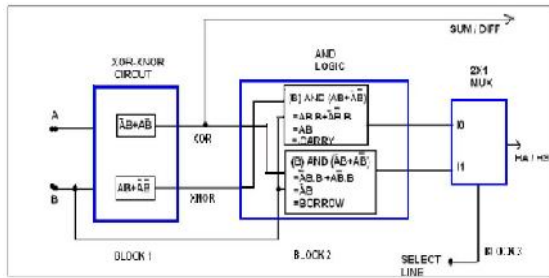 SUM / DIFF
XOR-XNOR
CIRCUIT
AND
LOGIC
2X1
MUX
A
B
ĀB+AB̄
AB+ĀB̄
XOR
XNOR
(B) AND (AB+ĀB̄)
=AB.B+ĀB̄.B
=AB
=CARRY
(B) AND (ĀB+AB̄)
=ĀB.B+AB̄.B
=ĀB
=BORROW
I0
I1
HA / HS
BLOCK 1
BLOCK 2
SELECT
LINE
BLOCK 3